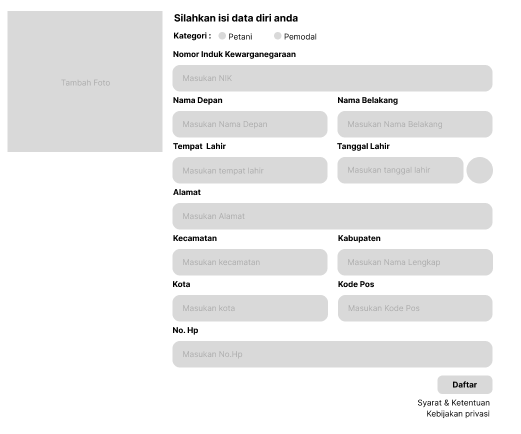 Silahkan isi data diri anda
Kategori : Petani Pemodal
Tambah Foto
Nomor Induk Kewarganegaraan
Masukan NIK
Nama Depan Nama Belakang
Masukan Nama Depan Masukan Nama Belakang
Tempat Lahir Tanggal Lahir
Masukan tempat lahir Masukan tanggal lahir
Alamat
Masukan Alamat
Kecamatan Kabupaten
Masukan kecamatan Masukan Nama Lengkap
Kota Kode Pos
Masukan kota Masukan Kode Pos
No. Hp
Masukan No.Hp
Daftar
Syarat & Ketentuan
Kebijakan privasi